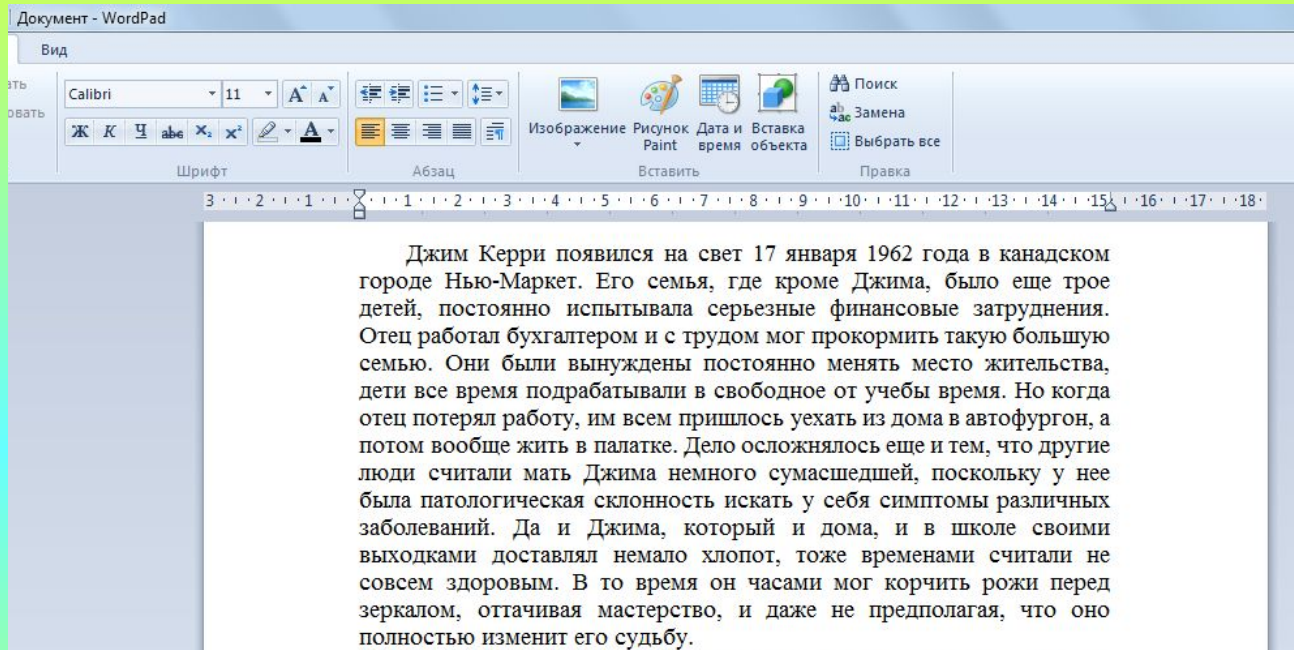 Документ - WordPad
Вид
ать
овать
Calibri 11
Ж К Ч abc X₂ X² A
Шрифт
Абзац
Изображение Рисунок Paint Дата и время Вставка объекта
Вставить
Поиск
Замена
Выбрать все
Правка
3 2 1 1 2 3 4 5 6 7 8 9 10 11 12 13 14 15 16 17 18
Джим Керри появился на свет 17 января 1962 года в канадском
городе Нью-Маркет. Его семья, где кроме Джима, было еще трое
детей, постоянно испытывала серьезные финансовые затруднения.
Отец работал бухгалтером и с трудом мог прокормить такую большую
семью. Они были вынуждены постоянно менять место жительства,
дети все время подрабатывали в свободное от учебы время. Но когда
отец потерял работу, им всем пришлось уехать из дома в автофургон, а
потом вообще жить в палатке. Дело осложнялось еще и тем, что другие
люди считали мать Джима немного сумасшедшей, поскольку у нее
была патологическая склонность искать у себя симптомы различных
заболеваний. Да и Джима, который и дома, и в школе своими
выходками доставлял немало хлопот, тоже временами считали не
совсем здоровым. В то время он часами мог корчить рожи перед
зеркалом, оттачивая мастерство, и даже не предполагая, что оно
полностью изменит его судьбу.